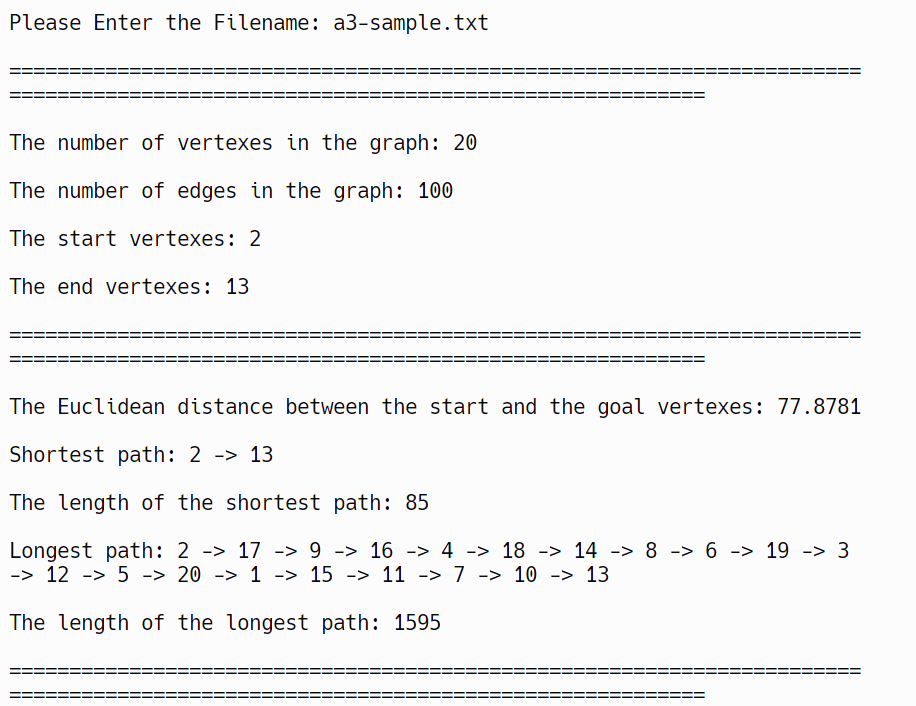 Please Enter the Filename: a3-sample.txt
=======================================================================
==========================================================
The number of vertexes in the graph: 20
The number of edges in the graph: 100
The start vertexes: 2
The end vertexes: 13
=======================================================================
==========================================================
The Euclidean distance between the start and the goal vertexes: 77.8781
Shortest path: 2 -> 13
The length of the shortest path: 85
Longest path: 2 -> 17 -> 9 -> 16 -> 4 -> 18 -> 14 -> 8 -> 6 -> 19 -> 3
-> 12 -> 5 -> 20 -> 1 -> 15 -> 11 -> 7 -> 10 -> 13
The length of the longest path: 1595
=======================================================================
==========================================================